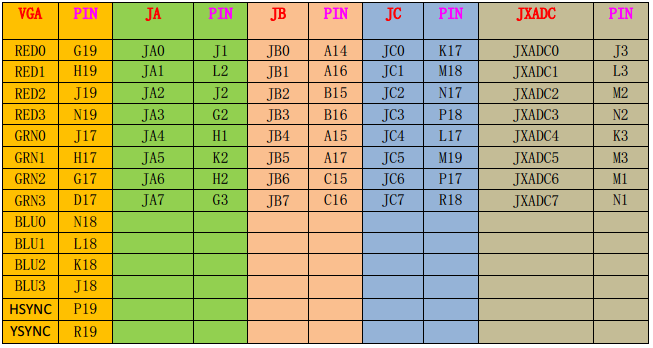 VGA PIN JA PIN JB PIN JC PIN JXADC PIN
RED0 G19 JA0 J1 JB0 A14 JC0 K17 JXADC0 J3
RED1 H19 JA1 L2 JB1 A16 JC1 M18 JXADC1 L3
RED2 J19 JA2 J2 JB2 B15 JC2 N17 JXADC2 M2
RED3 N19 JA3 G2 JB3 B16 JC3 P18 JXADC3 N2
GRN0 J17 JA4 H1 JB4 A15 JC4 L17 JXADC4 K3
GRN1 H17 JA5 K2 JB5 A17 JC5 M19 JXADC5 M3
GRN2 G17 JA6 H2 JB6 C15 JC6 P17 JXADC6 M1
GRN3 D17 JA7 G3 JB7 C16 JC7 R18 JXADC7 N1
BLU0 N18
BLU1 L18
BLU2 K18
BLU3 J18
HSYNC P19
YSYNC R19